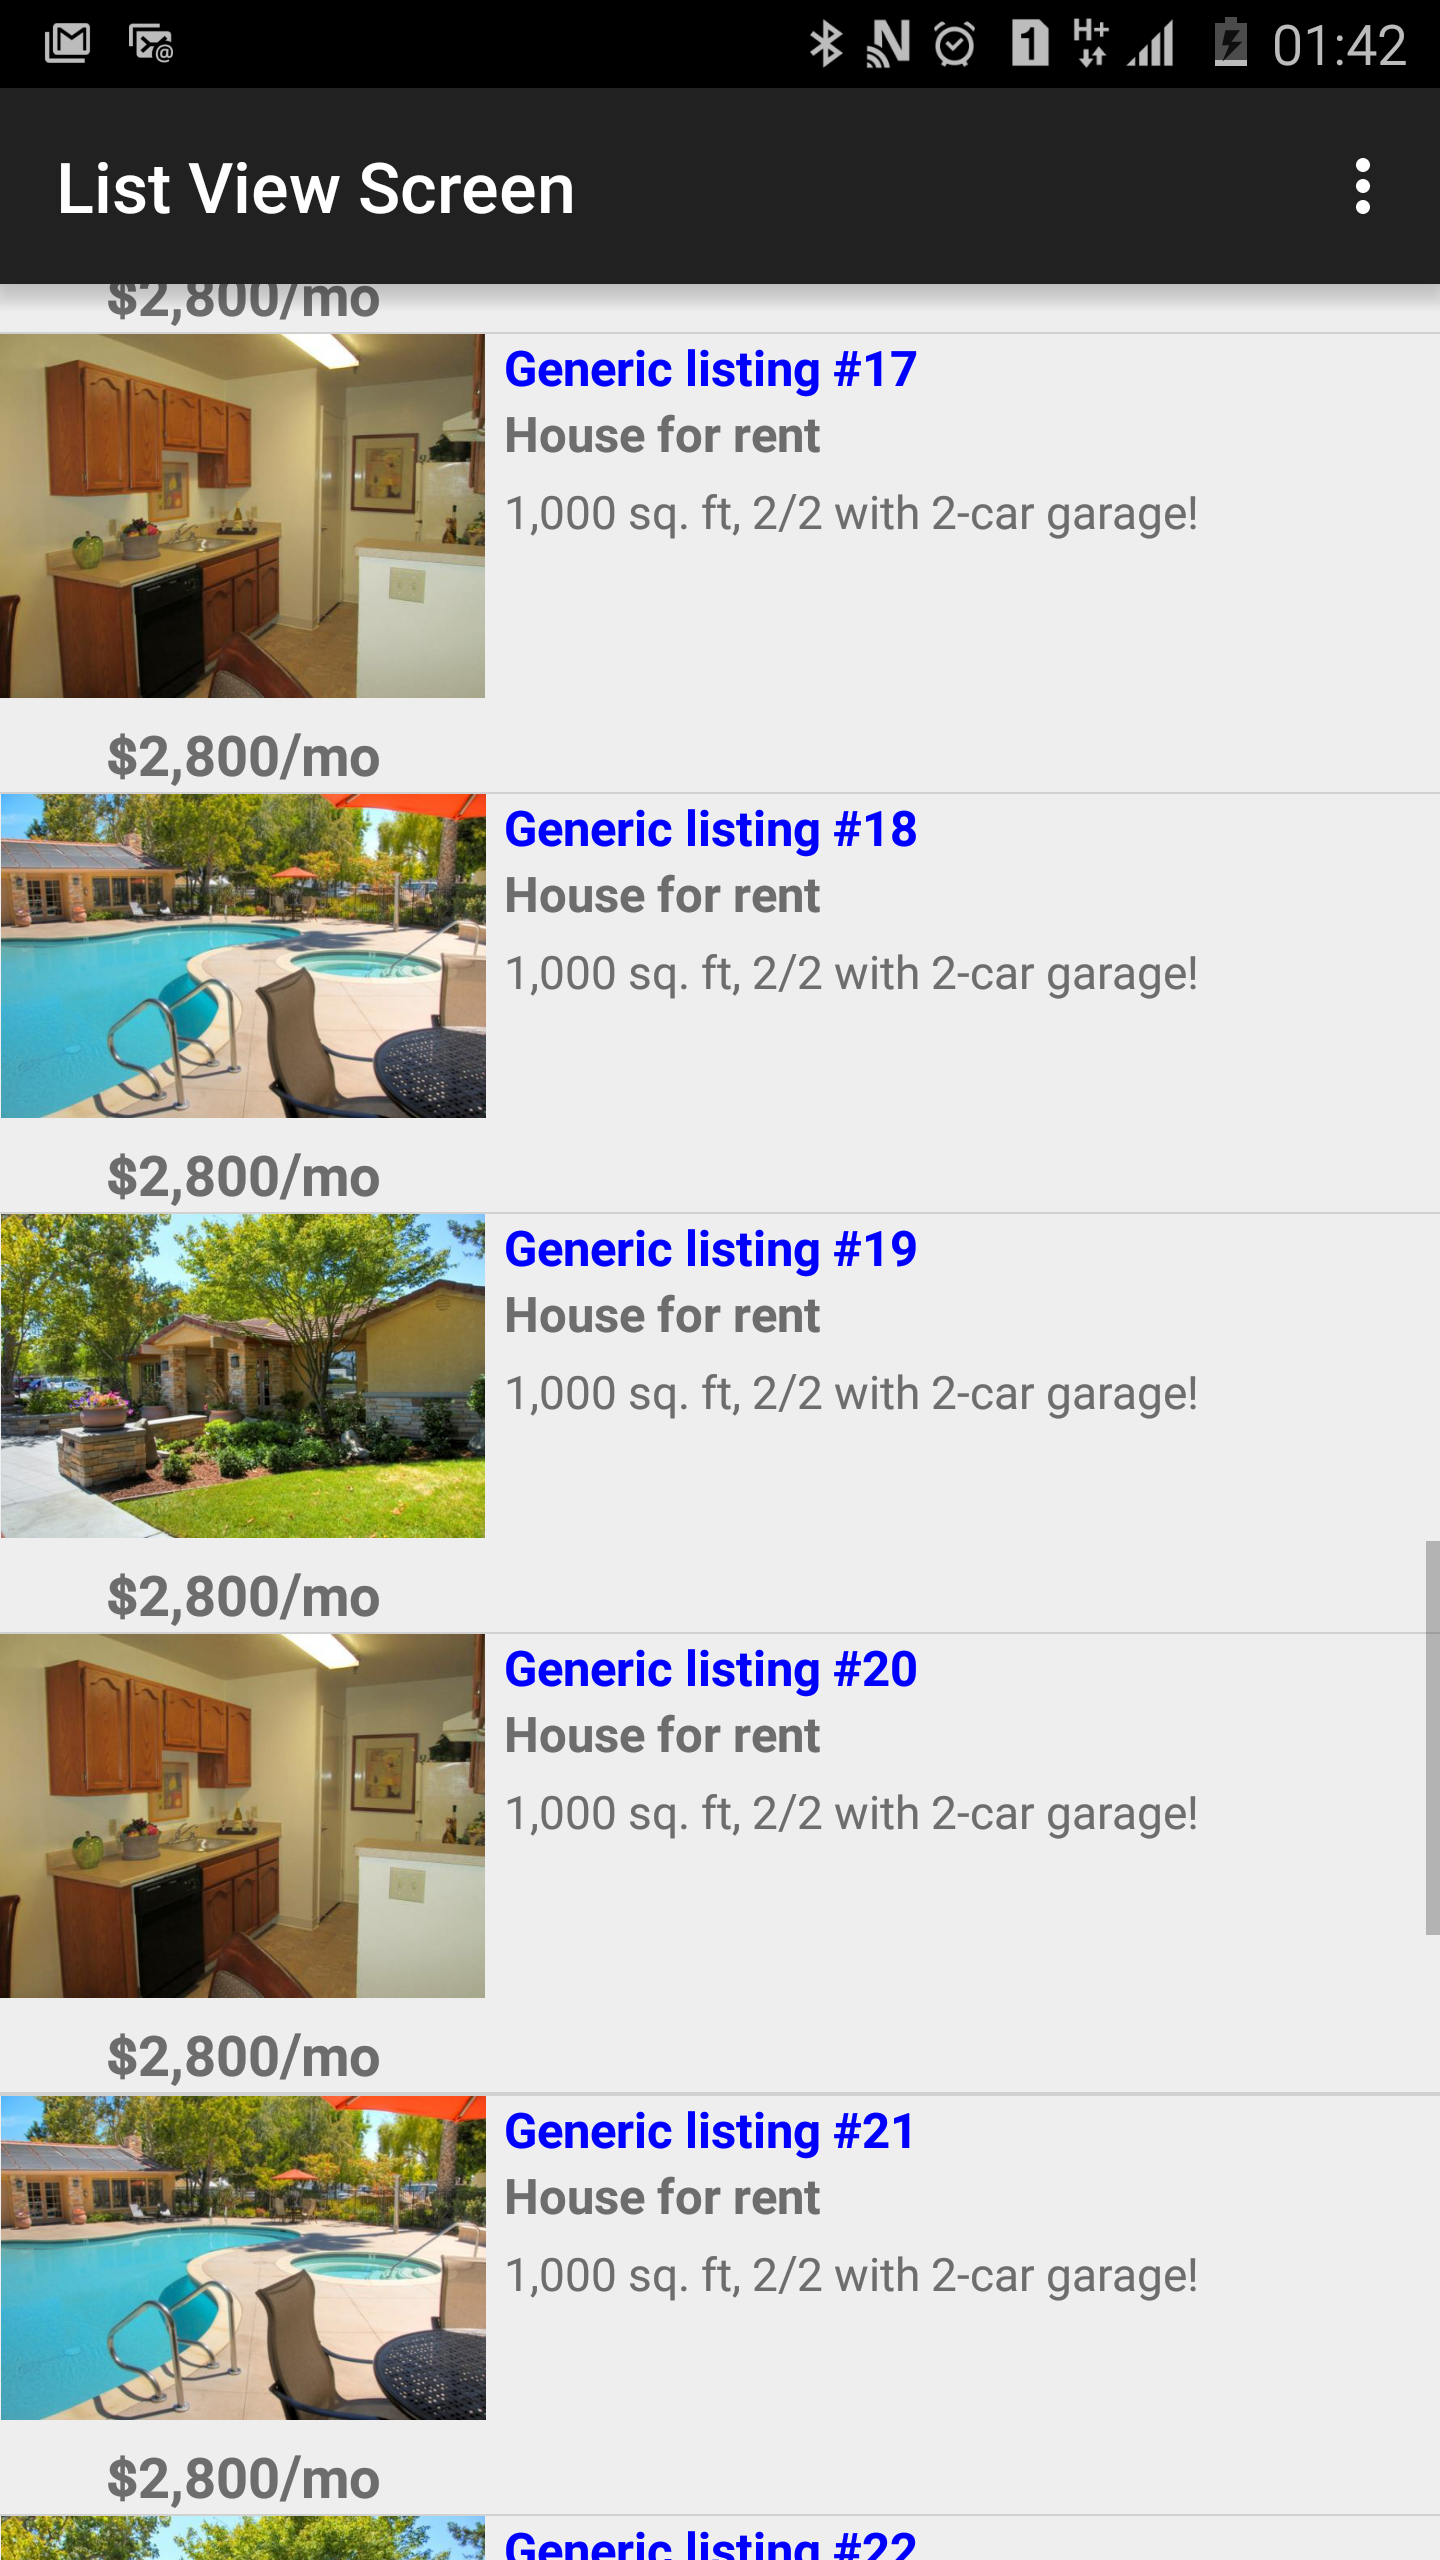 01:42
List View Screen
$2,800/mo
Generic listing #17
House for rent
1,000 sq. ft, 2/2 with 2-car garage!
$2,800/mo
Generic listing #18
House for rent
1,000 sq. ft, 2/2 with 2-car garage!
$2,800/mo
Generic listing #19
House for rent
1,000 sq. ft, 2/2 with 2-car garage!
$2,800/mo
Generic listing #20
House for rent
1,000 sq. ft, 2/2 with 2-car garage!
$2,800/mo
Generic listing #21
House for rent
1,000 sq. ft, 2/2 with 2-car garage!
$2,800/mo
Generic listing #22